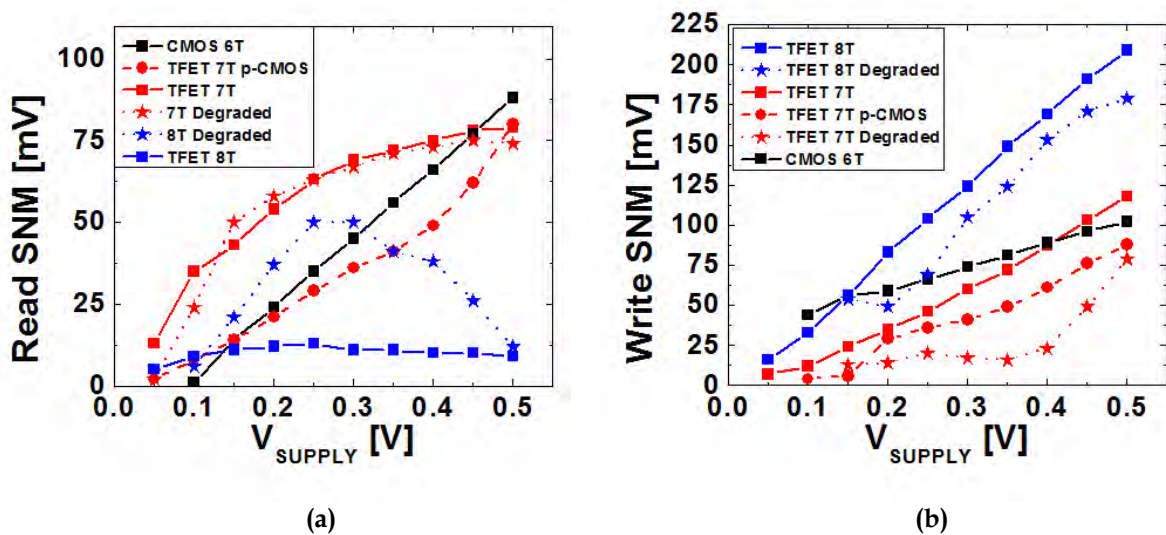 Read SNM [mV]
100
75
50
25
0
CMOS 6T
TFET 7T p-CMOS
TFET 7T
7T Degraded
8T Degraded
TFET 8T
0.0 0.1 0.2 0.3 0.4 0.5
V SUPPLY [V]
(a)
(b)
Write SNM [mV]
225
200
175
150
125
100
75
50
25
0
TFET 8T
TFET 8T Degraded
TFET 7T
TFET 7T p-CMOS
TFET 7T Degraded
CMOS 6T
0.0 0.1 0.2 0.3 0.4 0.5
V SUPPLY [V]
(b)